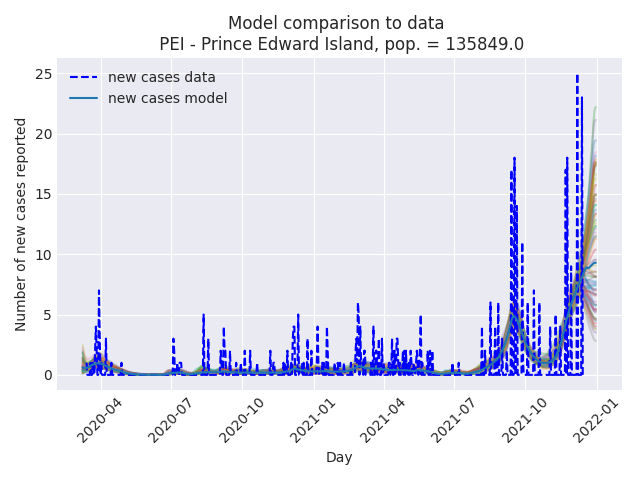 Model comparison to data
PEI - Prince Edward Island, pop. = 135849.0
new cases data
new cases model
Number of new cases reported
25
20
15
10
5
0
2020-04
2020-07
2020-10
2021-01
2021-04
2021-07
2021-10
2022-01
Day